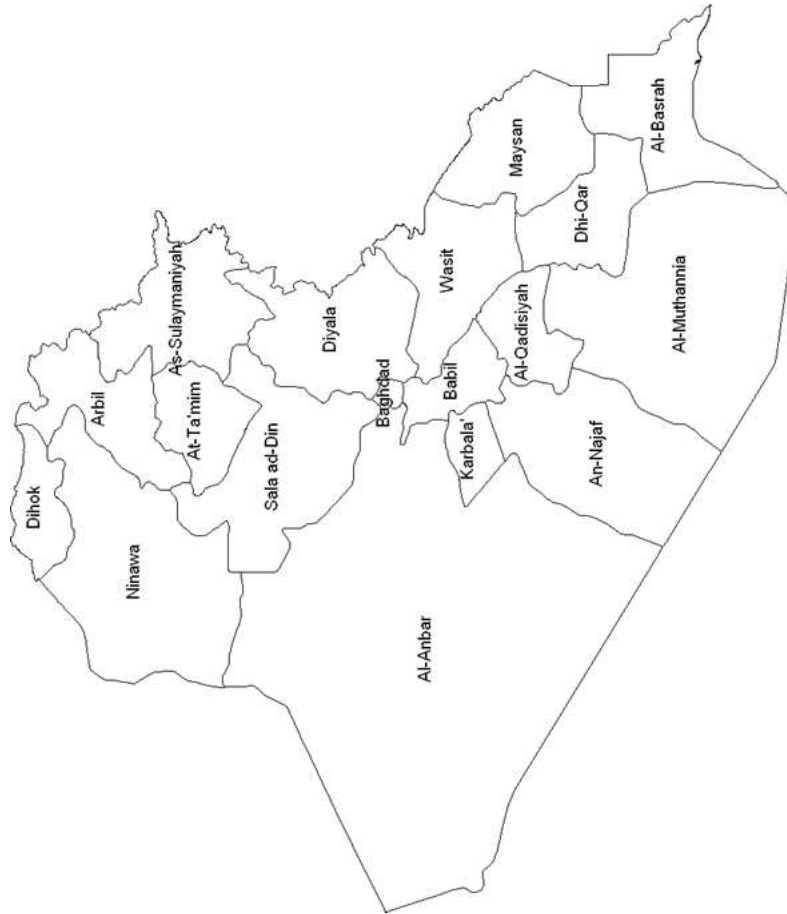 Dihok
Arbil
As-Sulaymaniyah
Ninawa
At-Ta'mim
Sala ad-Din
Diyala
Baghdad
Al-Anbar
Karbala'
Babil
Wasit
Al-Qadisiyah
Maysan
Dhi-Qar
Al-Basrah
An-Najaf
Al-Muthannia